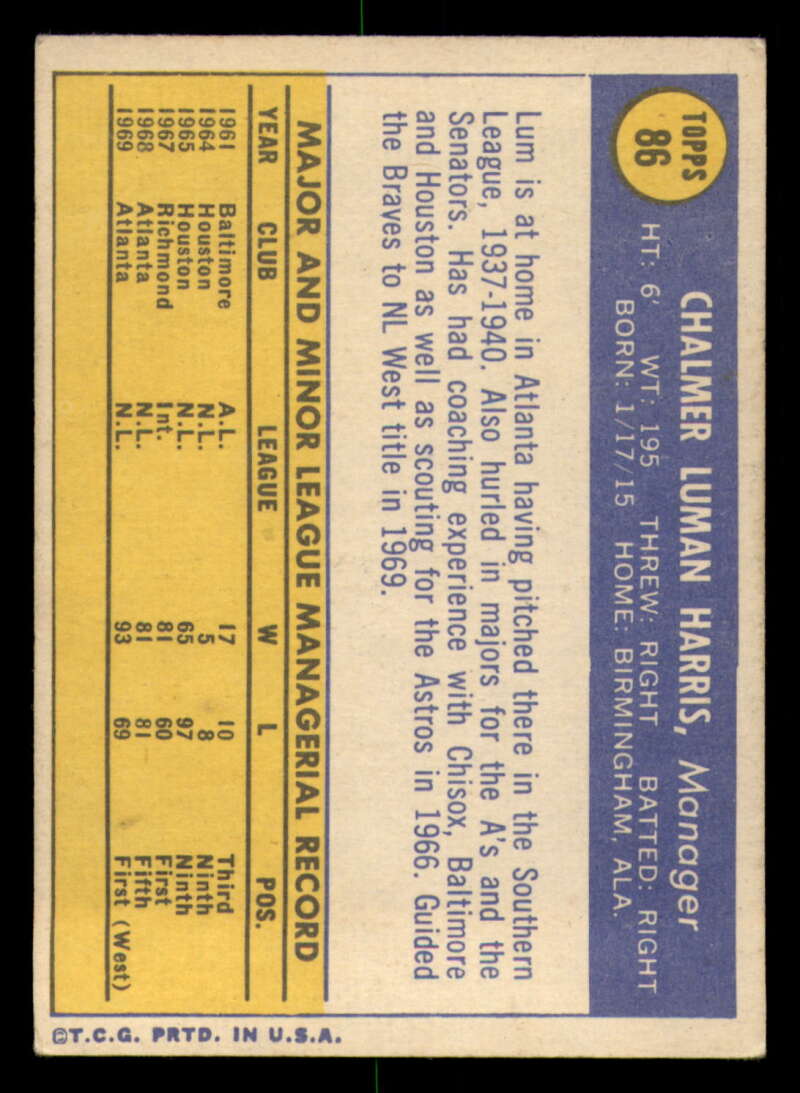 TOPPS
86
CHALMER LUMAN HARRIS, Manager
HT: 6' WT: 195 THREW: RIGHT BATTED: RIGHT
BORN: 1/17/15 HOME: BIRMINGHAM, ALA.
Lum is at home in Atlanta having pitched there in the Southern
League, 1937-1940. Also hurled in majors for the A's and the
Senators. Has had coaching experience with Chisox, Baltimore
and Houston as well as scouting for the Astros in 1966. Guided
the Braves to NL West title in 1969.
MAJOR AND MINOR LEAGUE MANAGERIAL RECORD
YEAR CLUB LEAGUE W L POS.
1961 Baltimore A.L. 17 10 Third
1964 Houston N.L. 5 8 Ninth
1965 Houston N.L. 65 97 Ninth
1967 Richmond Int. 81 60 First
1968 Atlanta N.L. 81 81 Fifth
1969 Atlanta N.L. 93 69 First (West)
©T.C.G. PRTD. IN U.S.A.